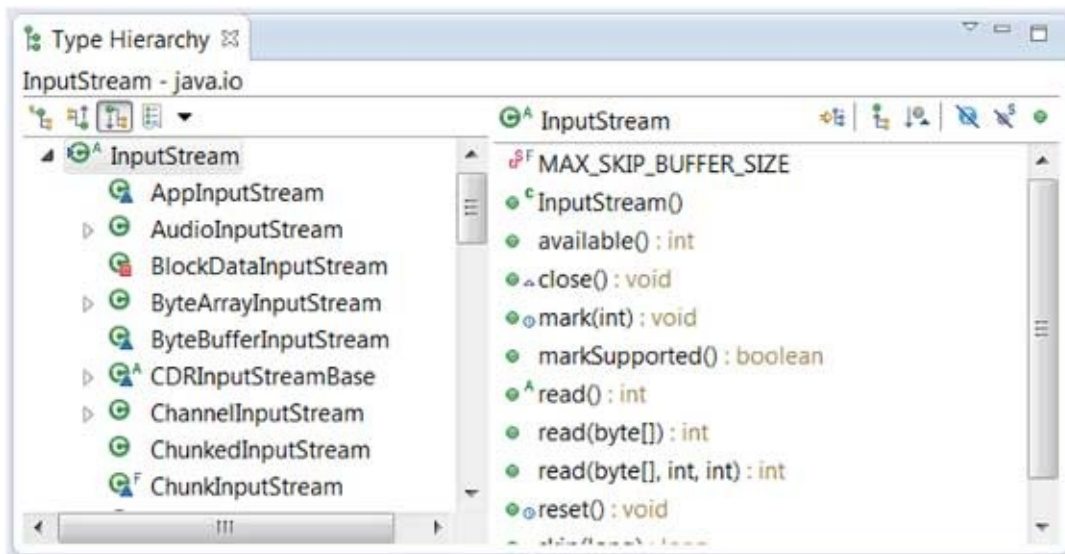 Type Hierarchy
InputStream - java.io
InputStream
AppInputStream
AudioInputStream
BlockDataInputStream
ByteArrayInputStream
ByteBufferInputStream
CDRInputStreamBase
ChannelInputStream
ChunkedInputStream
ChunkInputStream
InputStream
MAX_SKIP_BUFFER_SIZE
InputStream()
available() : int
close() : void
mark(int) : void
markSupported() : boolean
read() : int
read(byte[]) : int
read(byte[], int, int) : int
reset() : void